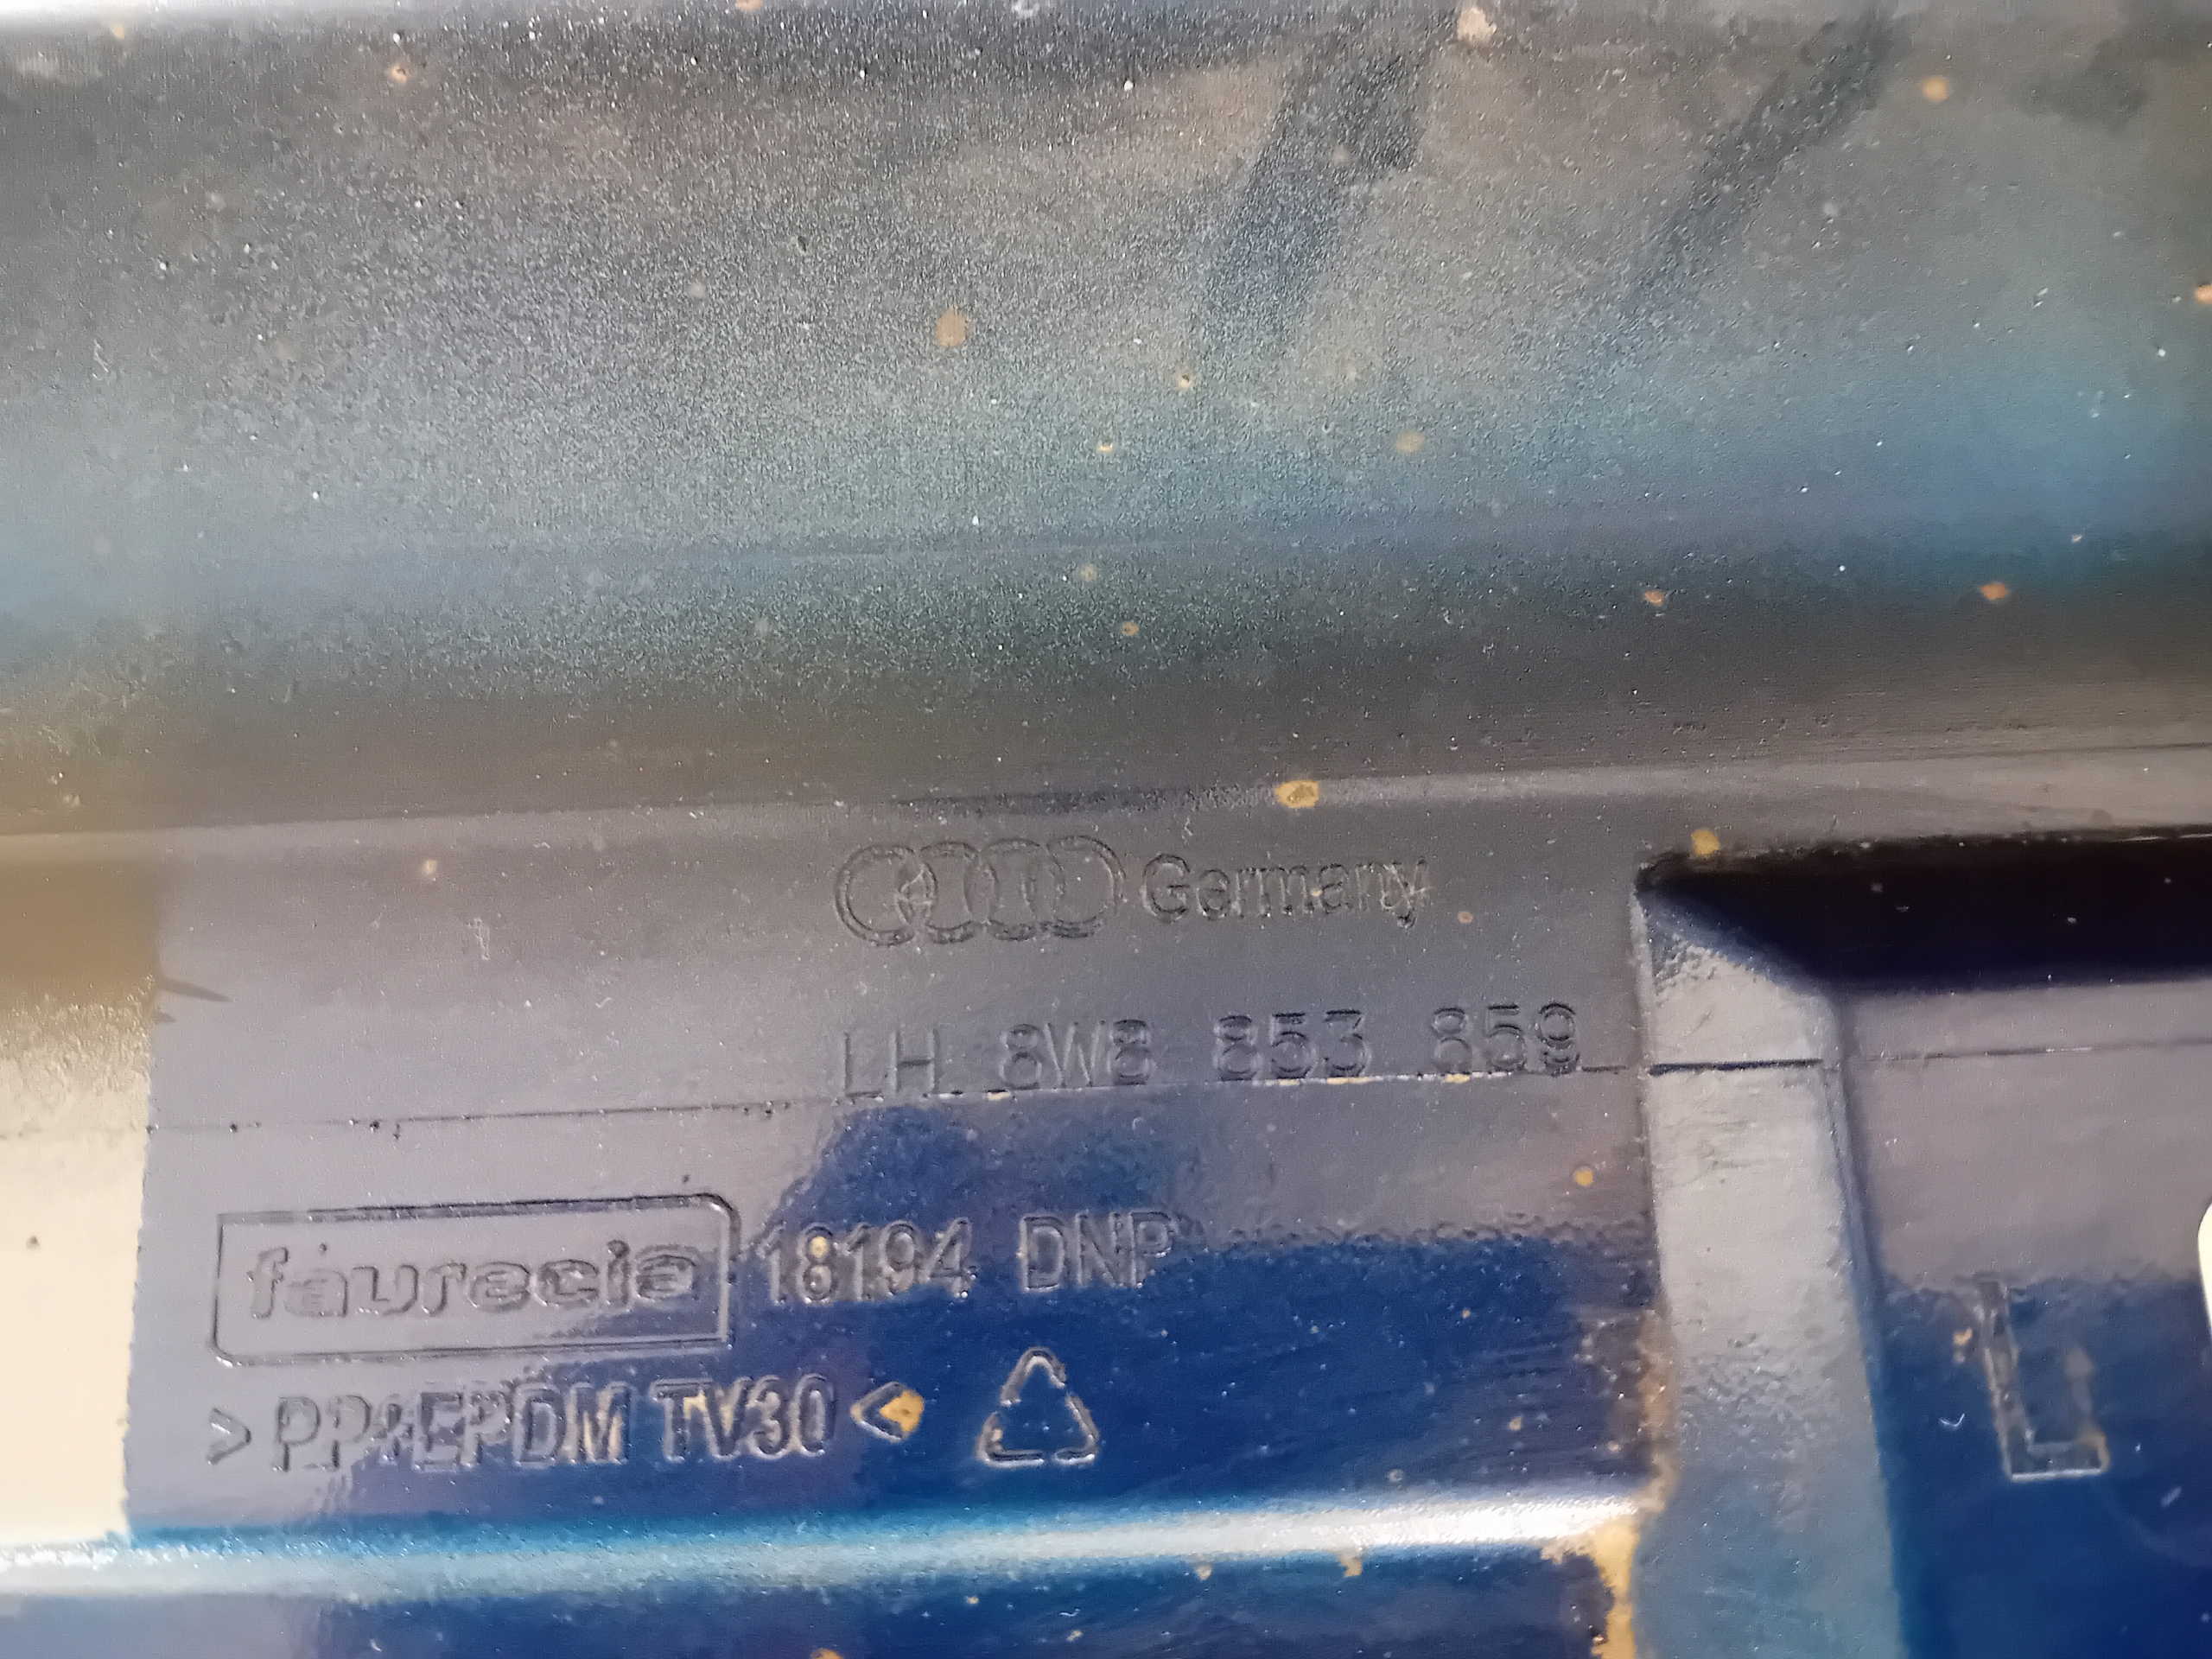 Germany
LH 8W8 853 859
faurecia 18194 DNP
>PP+EPDM TV30<
L